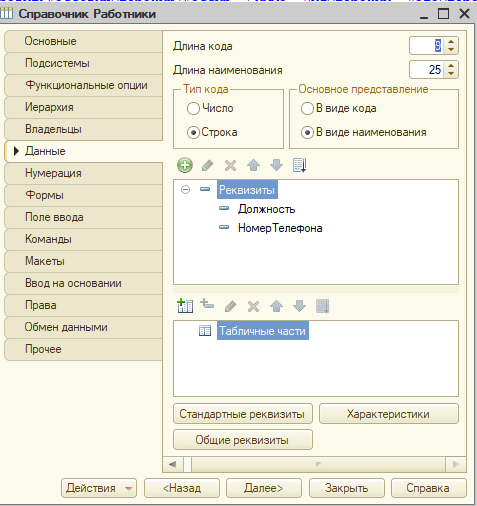 Справочник Работники
Основные
Подсистемы
Функциональные опции
Иерархия
Владельцы
Данные
Нумерация
Формы
Поле ввода
Команды
Макеты
Ввод на основании
Права
Обмен данными
Прочее
Длина кода 9
Длина наименования 25
Тип кода
Число
Строка
Основное представление
В виде кода
В виде наименования
Реквизиты
Должность
НомерТелефона
Табличные части
Стандартные реквизиты Характеристики
Общие реквизиты
Действия <Назад Далее> Закрыть Справка